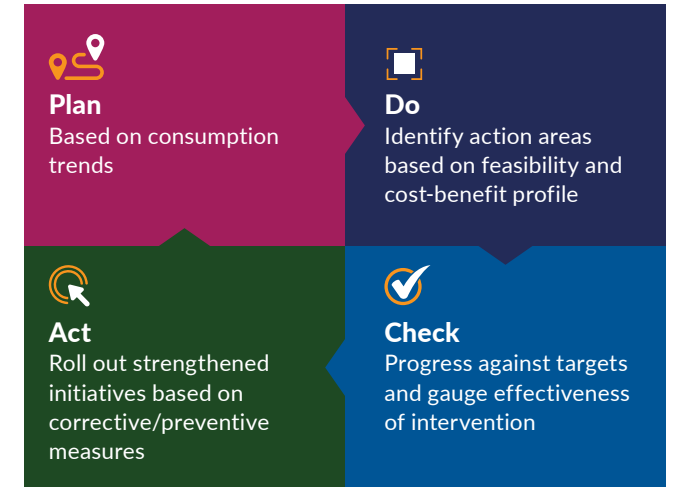 Plan
Based on consumption
trends
Do
Identify action areas
based on feasibility and
cost-benefit profile
Act
Roll out strengthened
initiatives based on
corrective/preventive
measures
Check
Progress against targets
and gauge effectiveness
of intervention